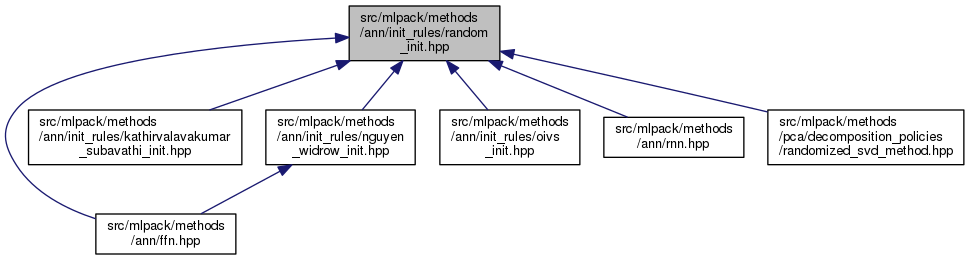 src/mlpack/methods
/ann/init_rules/random
_init.hpp
src/mlpack/methods
/ann/init_rules/kathirvalavakumar
_subavathi_init.hpp
src/mlpack/methods
/ann/init_rules/nguyen
_widrow_init.hpp
src/mlpack/methods
/ann/init_rules/oivs
_init.hpp
src/mlpack/methods
/ann/rnn.hpp
src/mlpack/methods
/pca/decomposition_policies
/randomized_svd_method.hpp
src/mlpack/methods
/ann/ffn.hpp